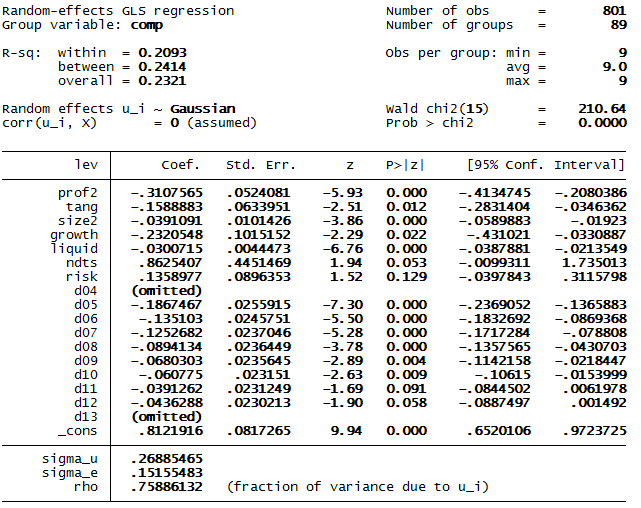 Random-effects GLS regression Number of obs = 801
Group variable: comp Number of groups = 89
R-sq: within = 0.2093 Obs per group: min = 9
between = 0.2414 avg = 9.0
overall = 0.2321 max = 9
Random effects u_i ~ Gaussian Wald chi2(15) = 210.64
corr(u_i, X) = 0 (assumed) Prob > chi2 = 0.0000
lev Coef. Std. Err. z P>|z| [95% Conf. Interval]
prof2 -.3107565 .0524081 -5.93 0.000 -.4134745 -.2080386
tang -.1588883 .0633951 -2.51 0.012 -.2831404 -.0346362
size2 -.0391091 .0101426 -3.86 0.000 -.0589883 -.01923
growth -.2320548 .1015152 -2.29 0.022 -.431021 -.0330887
liquid -.0300715 .0044473 -6.76 0.000 -.0387881 -.0213549
ndts .8625407 .4451469 1.94 0.053 -.0099311 1.735013
risk .1358977 .0896353 1.52 0.129 -.0397843 .3115798
d04 (omitted)
d05 -.1867467 .0255915 -7.30 0.000 -.2369052 -.1365883
d06 -.135103 .0245751 -5.50 0.000 -.1832692 -.0869368
d07 -.1252682 .0237046 -5.28 0.000 -.1717284 -.078808
d08 -.0894134 .0236449 -3.78 0.000 -.1357565 -.0430703
d09 -.0680303 .0235645 -2.89 0.004 -.1142158 -.0218447
d10 -.060775 .023151 -2.63 0.009 -.10615 -.0153999
d11 -.0391262 .0231249 -1.69 0.091 -.0844502 .0061978
d12 -.0436288 .0230213 -1.90 0.058 -.0887497 .001492
d13 (omitted)
_cons .8121916 .0817265 9.94 0.000 .6520106 .9723725
sigma_u .26885465
sigma_e .15155483
rho .75886132 (fraction of variance due to u_i)